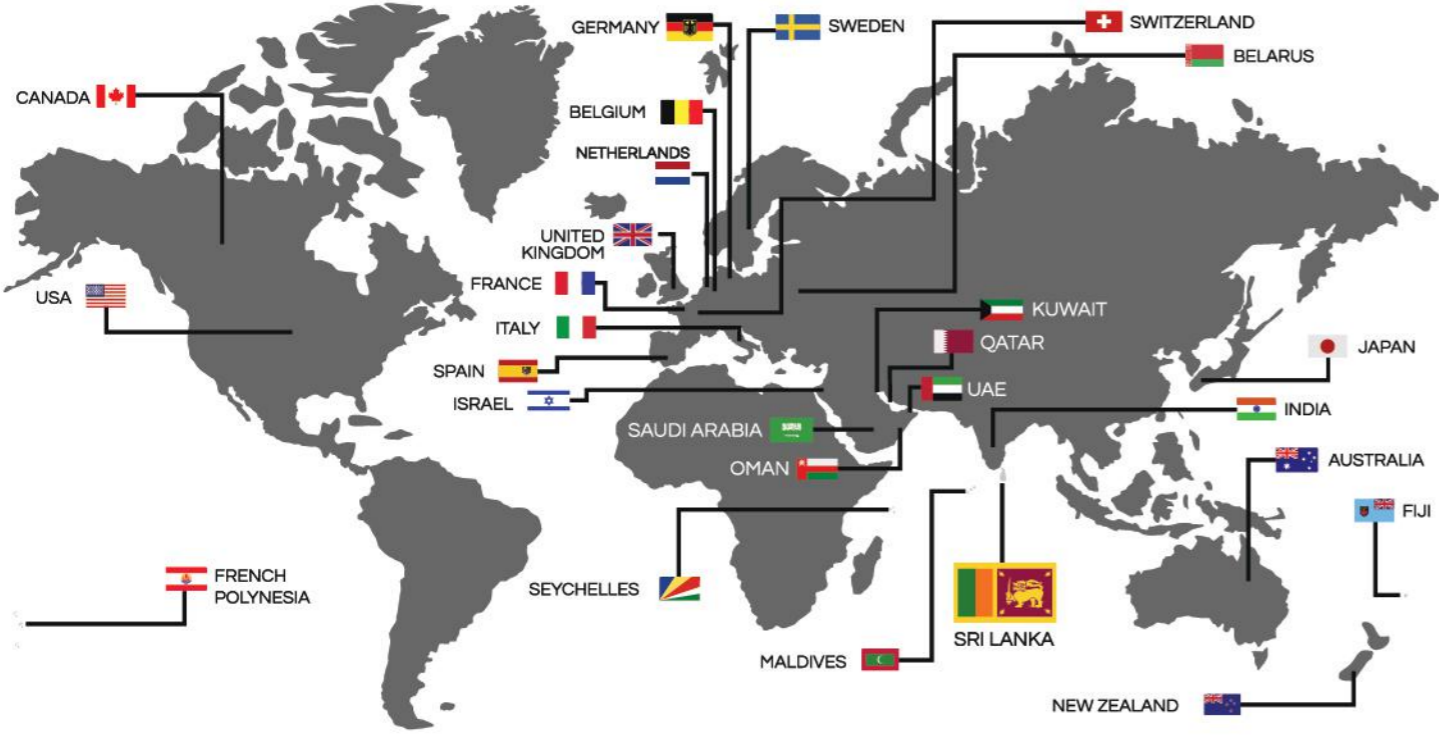 GERMANY
SWEDEN
SWITZERLAND
BELARUS
CANADA
BELGIUM
NETHERLANDS
UNITED
KINGDOM
FRANCE
USA
ITALY
KUWAIT
QATAR
JAPAN
SPAIN
UAE
ISRAEL
INDIA
SAUDI ARABIA
OMAN
AUSTRALIA
FIJI
FRENCH
POLYNESIA
SEYCHELLES
SRI LANKA
MALDIVES
NEW ZEALAND